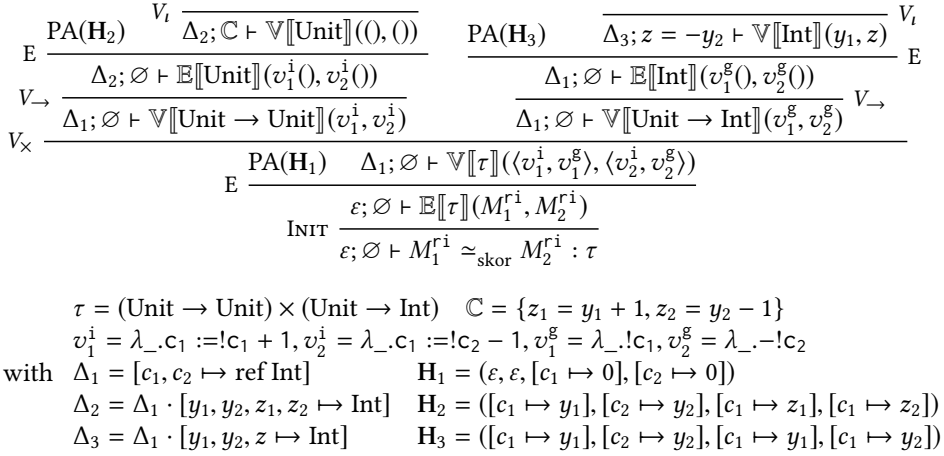 V_ι
PA(H₂) Δ₂; ℂ ⊢ 𝕍⟦Unit⟧((), ())
E
Δ₂; ∅ ⊢ 𝔼⟦Unit⟧(v₁ⁱ(), v₂ⁱ())
V→
Δ₁; ∅ ⊢ 𝕍⟦Unit → Unit⟧(v₁ⁱ, v₂ⁱ)
V_ι
PA(H₃) Δ₃; z = −y₂ ⊢ 𝕍⟦Int⟧(y₁, z)
E
Δ₁; ∅ ⊢ 𝔼⟦Int⟧(v₁ᵍ(), v₂ᵍ())
V→
Δ₁; ∅ ⊢ 𝕍⟦Unit → Int⟧(v₁ᵍ, v₂ᵍ)
V×
E PA(H₁) Δ₁; ∅ ⊢ 𝕍⟦τ⟧(⟨v₁ⁱ, v₁ᵍ⟩, ⟨v₂ⁱ, v₂ᵍ⟩)
ε; ∅ ⊢ 𝔼⟦τ⟧(M₁ʳⁱ, M₂ʳⁱ)
Init
ε; ∅ ⊢ M₁ʳⁱ ≃_skor M₂ʳⁱ : τ
τ = (Unit → Unit) × (Unit → Int) ℂ = {z₁ = y₁ + 1, z₂ = y₂ − 1}
v₁ⁱ = λ_.c₁ :=!c₁ + 1, v₂ⁱ = λ_.c₁ :=!c₂ − 1, v₁ᵍ = λ_.!c₁, v₂ᵍ = λ_.−!c₂
with Δ₁ = [c₁, c₂ ↦ ref Int] H₁ = (ε, ε, [c₁ ↦ 0], [c₂ ↦ 0])
Δ₂ = Δ₁ · [y₁, y₂, z₁, z₂ ↦ Int] H₂ = ([c₁ ↦ y₁], [c₂ ↦ y₂], [c₁ ↦ z₁], [c₁ ↦ z₂])
Δ₃ = Δ₁ · [y₁, y₂, z ↦ Int] H₃ = ([c₁ ↦ y₁], [c₂ ↦ y₂], [c₁ ↦ y₁], [c₁ ↦ y₂])